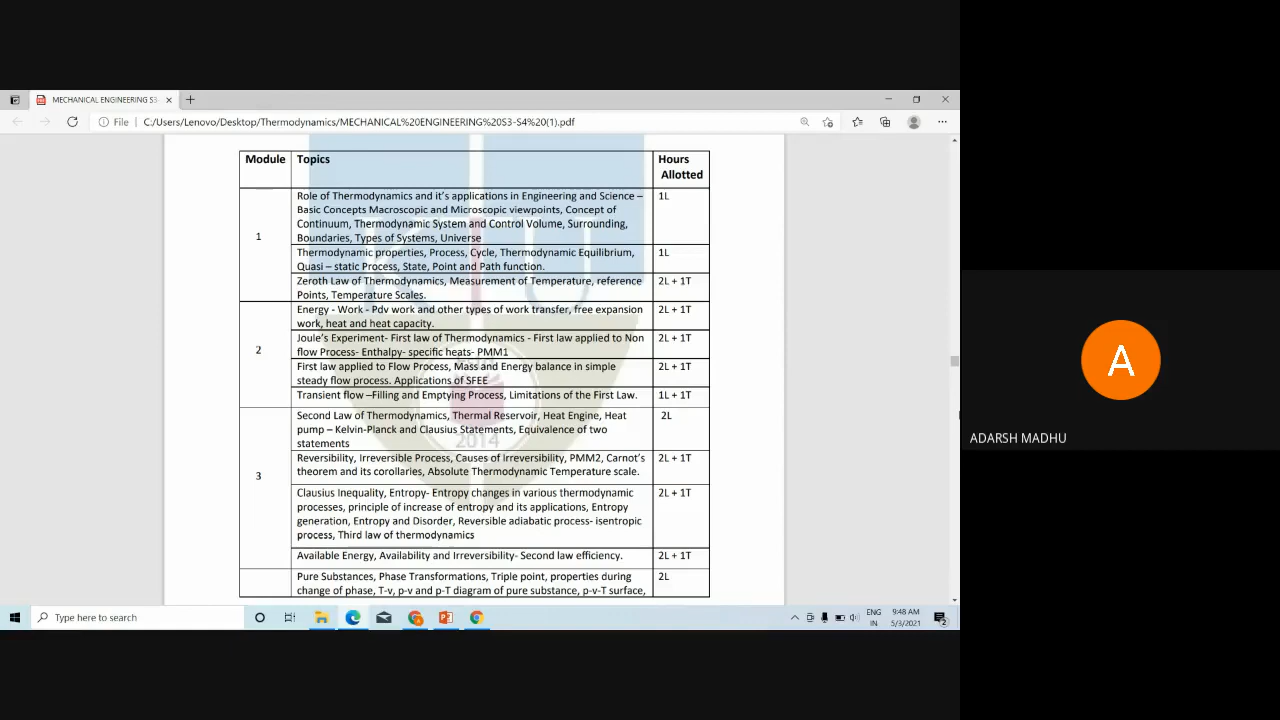 MECHANICAL ENGINEERING S3
File
C:/Users/Lenovo/Desktop/Thermodynamics/MECHANICAL%20ENGINEERING%20S3-S4%20(1).pdf
Module Topics Hours
Allotted
Role of Thermodynamics and it's applications in Engineering and Science – 1L
Basic Concepts Macroscopic and Microscopic viewpoints, Concept of
Continuum, Thermodynamic System and Control Volume, Surrounding,
1
Boundaries, Types of Systems, Universe
Thermodynamic properties, Process, Cycle, Thermodynamic Equilibrium, 1L
Quasi – static Process, State, Point and Path function.
Zeroth Law of Thermodynamics, Measurement of Temperature, reference 2L + 1T
Points, Temperature Scales.
Energy - Work - Pdv work and other types of work transfer, free expansion 2L + 1T
work, heat and heat capacity.
Joule's Experiment- First law of Thermodynamics - First law applied to Non 2L + 1T
2 flow Process- Enthalpy- specific heats- PMM1
First law applied to Flow Process, Mass and Energy balance in simple 2L + 1T
steady flow process. Applications of SFEE
Transient flow –Filling and Emptying Process, Limitations of the First Law. 1L + 1T
Second Law of Thermodynamics, Thermal Reservoir, Heat Engine, Heat 2L
pump – Kelvin-Planck and Clausius Statements, Equivalence of two
statements
Reversibility, Irreversible Process, Causes of Irreversibility, PMM2, Carnot's 2L + 1T
theorem and its corollaries, Absolute Thermodynamic Temperature scale.
3
Clausius Inequality, Entropy- Entropy changes in various thermodynamic 2L + 1T
processes, principle of increase of entropy and its applications, Entropy
generation, Entropy and Disorder, Reversible adiabatic process- isentropic
process, Third law of thermodynamics
Available Energy, Availability and Irreversibility- Second law efficiency. 2L + 1T
Pure Substances, Phase Transformations, Triple point, properties during 2L
change of phase, T-v, p-v and p-T diagram of pure substance, p-v-T surface,
KTU
2014
A
ADARSH MADHU
Type here to search
ENG
IN
9:48 AM
5/3/2021
2